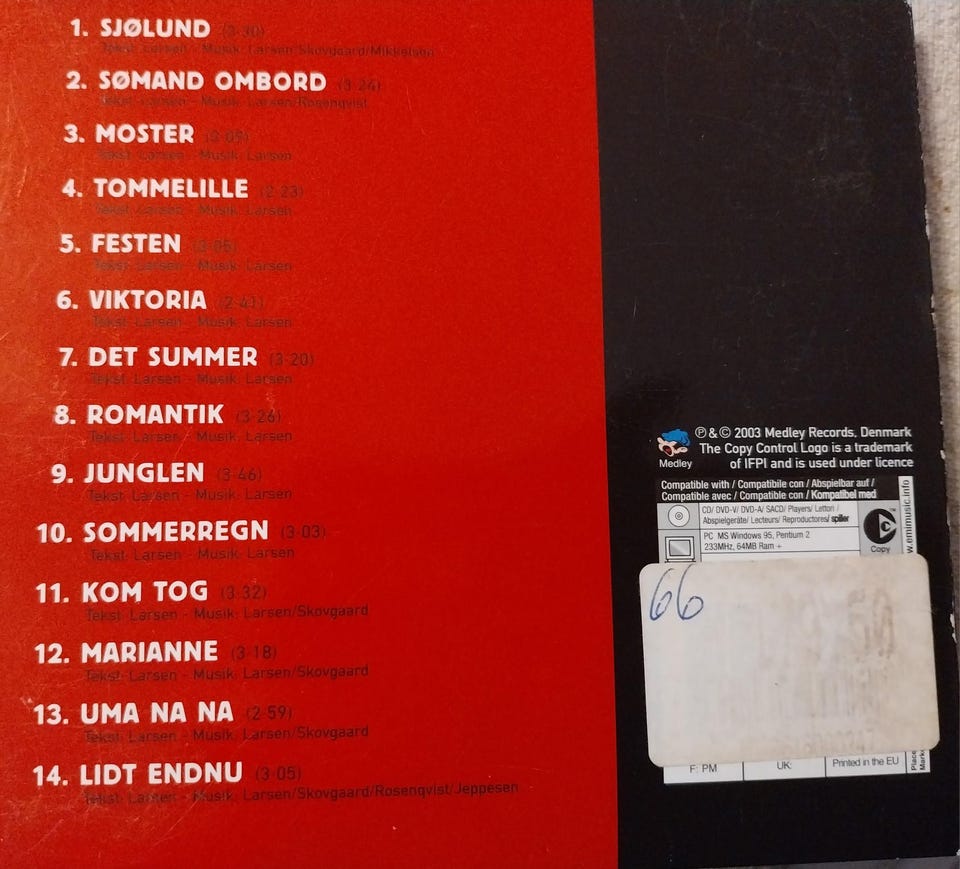 1. SJØLUND (3:30)
Tekst: Larsen - Musik: Larsen/Skovgaard/Mikkelsen
2. SØMAND OMBORD (3:24)
Tekst: Larsen - Musik: Larsen/Rosenqvist
3. MOSTER (3:09)
Tekst: Larsen - Musik: Larsen
4. TOMMELILLE (2:23)
Tekst: Larsen - Musik: Larsen
5. FESTEN (3:05)
Tekst: Larsen - Musik: Larsen
6. VIKTORIA (2:41)
Tekst: Larsen - Musik: Larsen
7. DET SUMMER (3:20)
Tekst: Larsen - Musik: Larsen
8. ROMANTIK (3:26)
Tekst: Larsen - Musik: Larsen
9. JUNGLEN (3:46)
Tekst: Larsen - Musik: Larsen
10. SOMMERREGN (3:03)
Tekst: Larsen - Musik: Larsen
11. KOM TOG (3:32)
Tekst: Larsen - Musik: Larsen/Skovgaard
12. MARIANNE (3:18)
Tekst: Larsen - Musik: Larsen/Skovgaard
13. UMA NA NA (2:59)
Tekst: Larsen - Musik: Larsen/Skovgaard
14. LIDT ENDNU (3:05)
Tekst: Larsen - Musik: Larsen/Skovgaard/Rosenqvist/Jeppesen
Medley
℗ & © 2003 Medley Records, Denmark
The Copy Control Logo is a trademark
of IFPI and is used under licence
Compatible with / Compatibile con / Abspielbar auf /
Compatible avec / Compatible con / Kompatibel med
CD/ DVD-V/ DVD-A/ SACD/ Players/ Lettori /
Abspielgeräte/ Lecteurs/ Reproductores/ spiller
PC MS Windows 95, Pentium 2
233MHz, 64MB Ram +
Copy
www.emimusic.info
66
F: PM
UK:
Printed in the EU